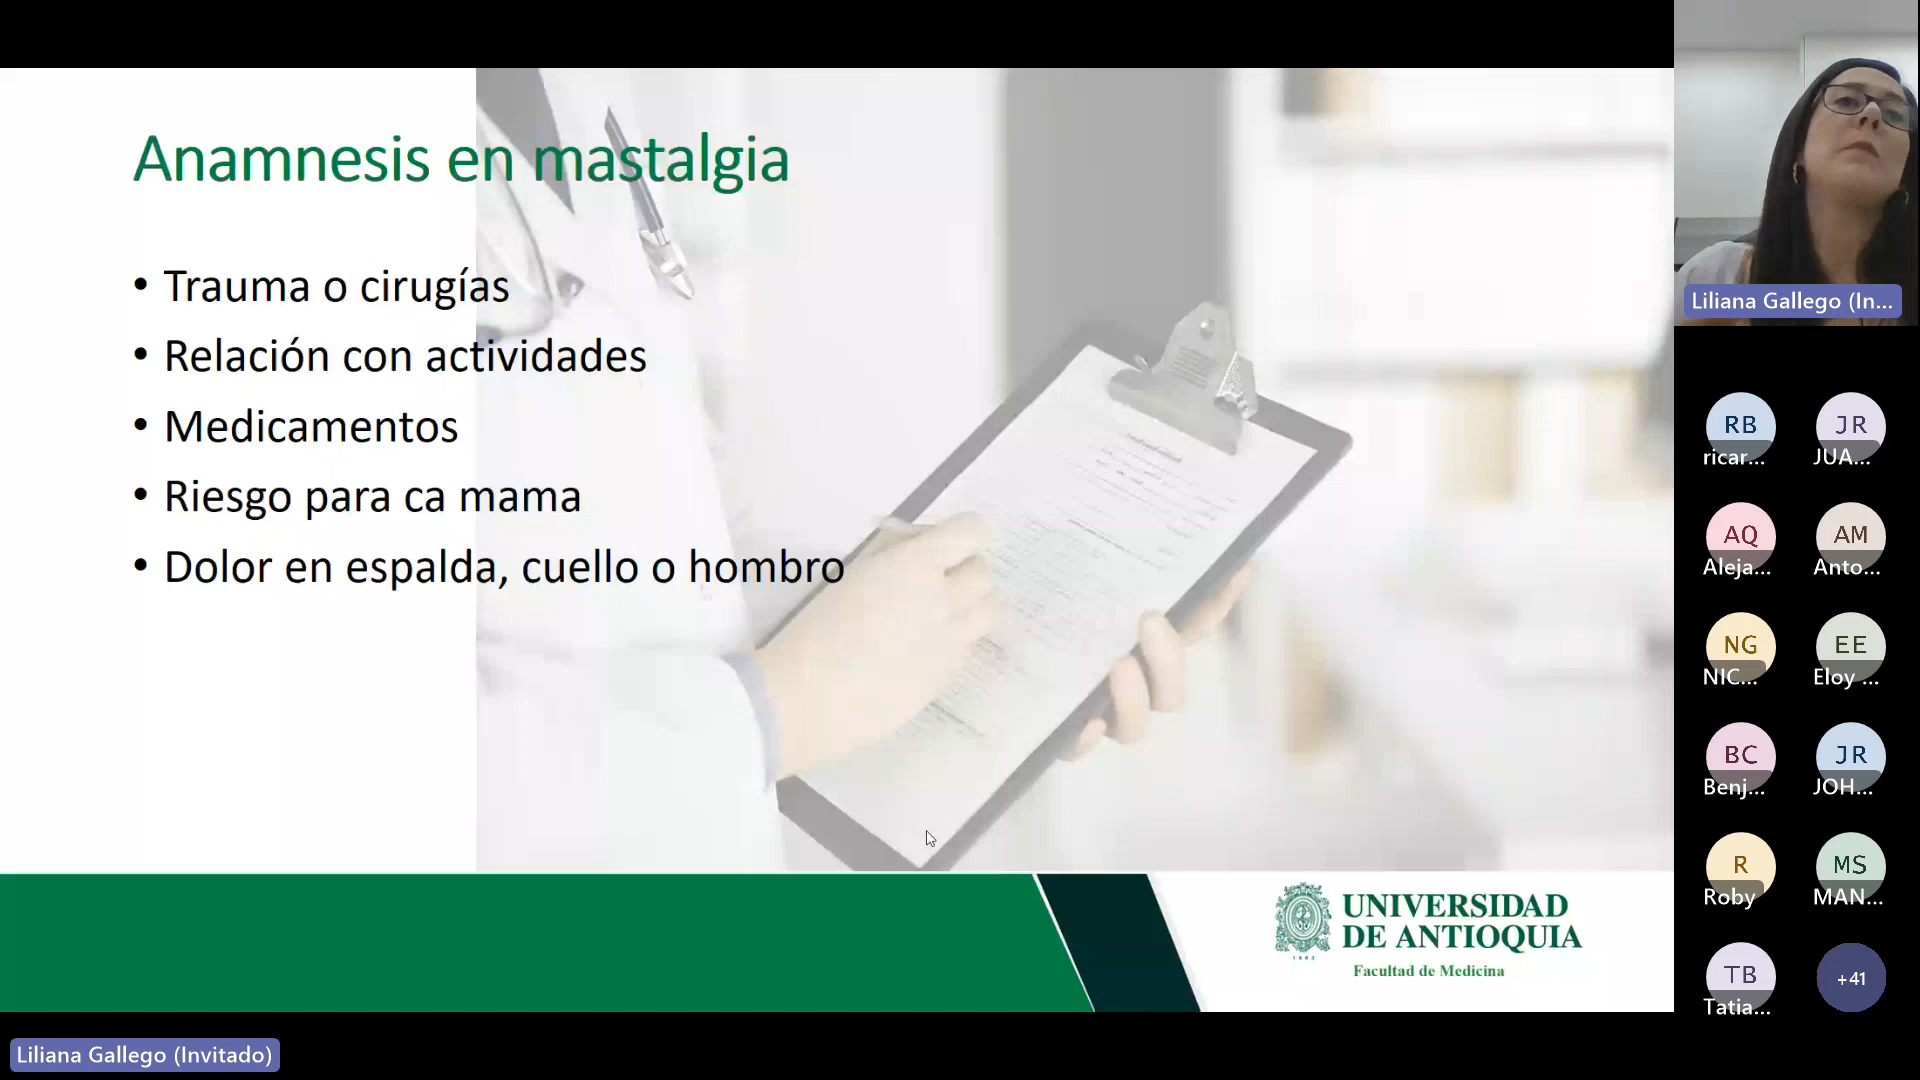 Anamnesis en mastalgia
• Trauma o cirugías
• Relación con actividades
• Medicamentos
• Riesgo para ca mama
• Dolor en espalda, cuello o hombro
UNIVERSIDAD
DE ANTIOQUIA
1803
Facultad de Medicina
Liliana Gallego (Invitado)
Liliana Gallego (In...
RB
ricar...
JR
JUA...
AQ
Aleja...
AM
Anto...
NG
NIC...
EE
Eloy ...
BC
Benj...
JR
JOH...
R
Roby
MS
MAN...
TB
Tatia...
+41